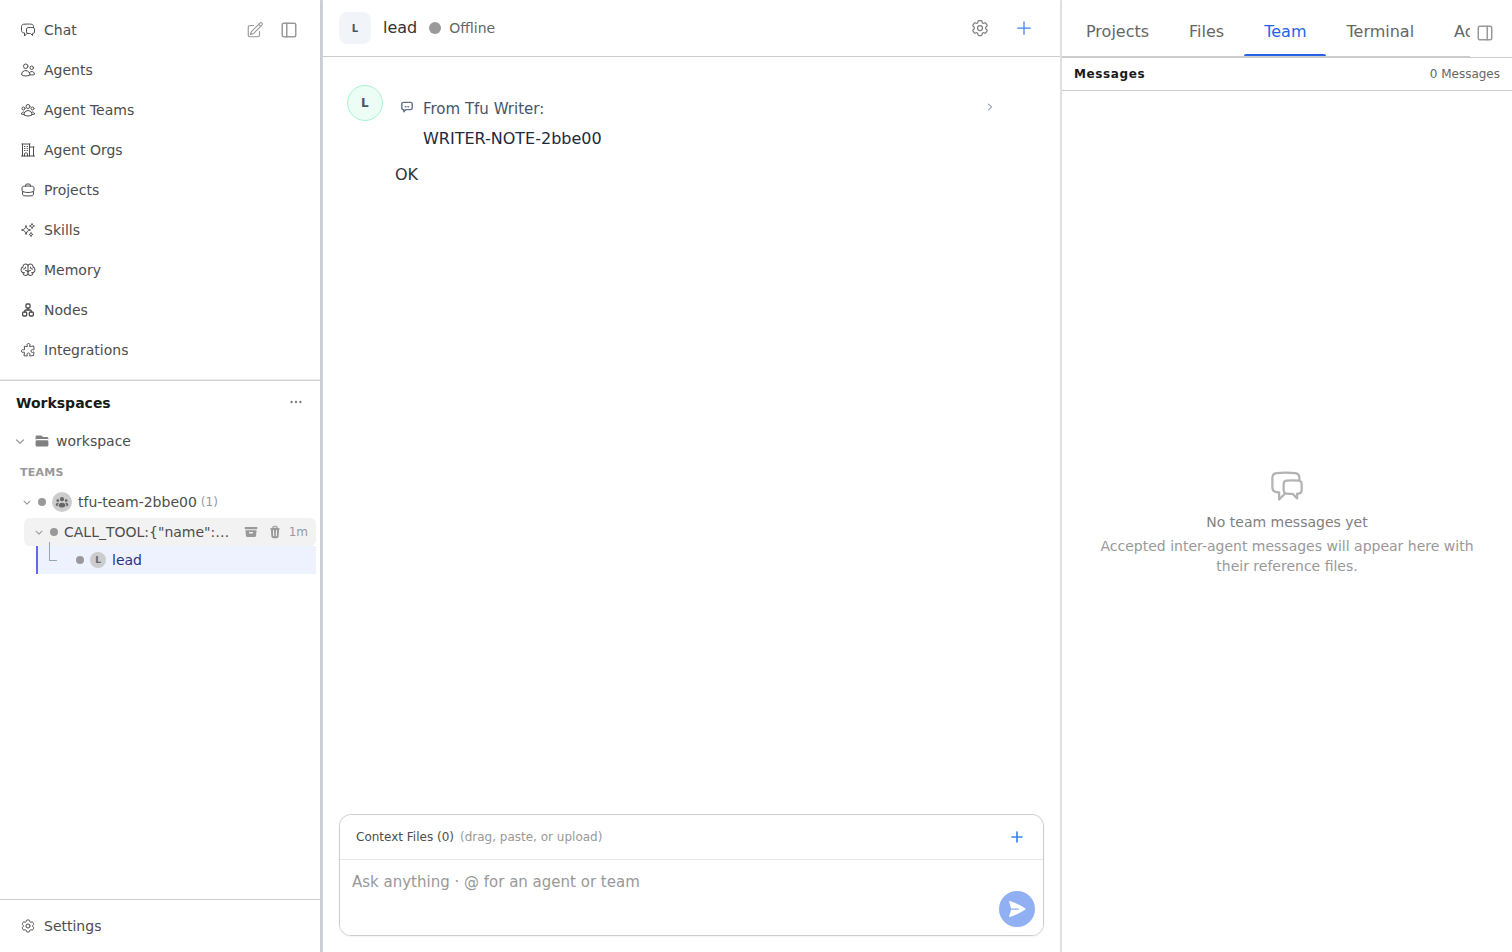 Chat
Agents
Agent Teams
Agent Orgs
Projects
Skills
Memory
Nodes
Integrations
Workspaces
workspace
TEAMS
tfu-team-2bbe00 (1)
CALL_TOOL:{"name":... 1m
L lead
Settings
L lead Offline
L From Tfu Writer:
WRITER-NOTE-2bbe00
OK
Context Files (0) (drag, paste, or upload)
Ask anything · @ for an agent or team
Projects Files Team Terminal Ac
Messages 0 Messages
No team messages yet
Accepted inter-agent messages will appear here with
their reference files.